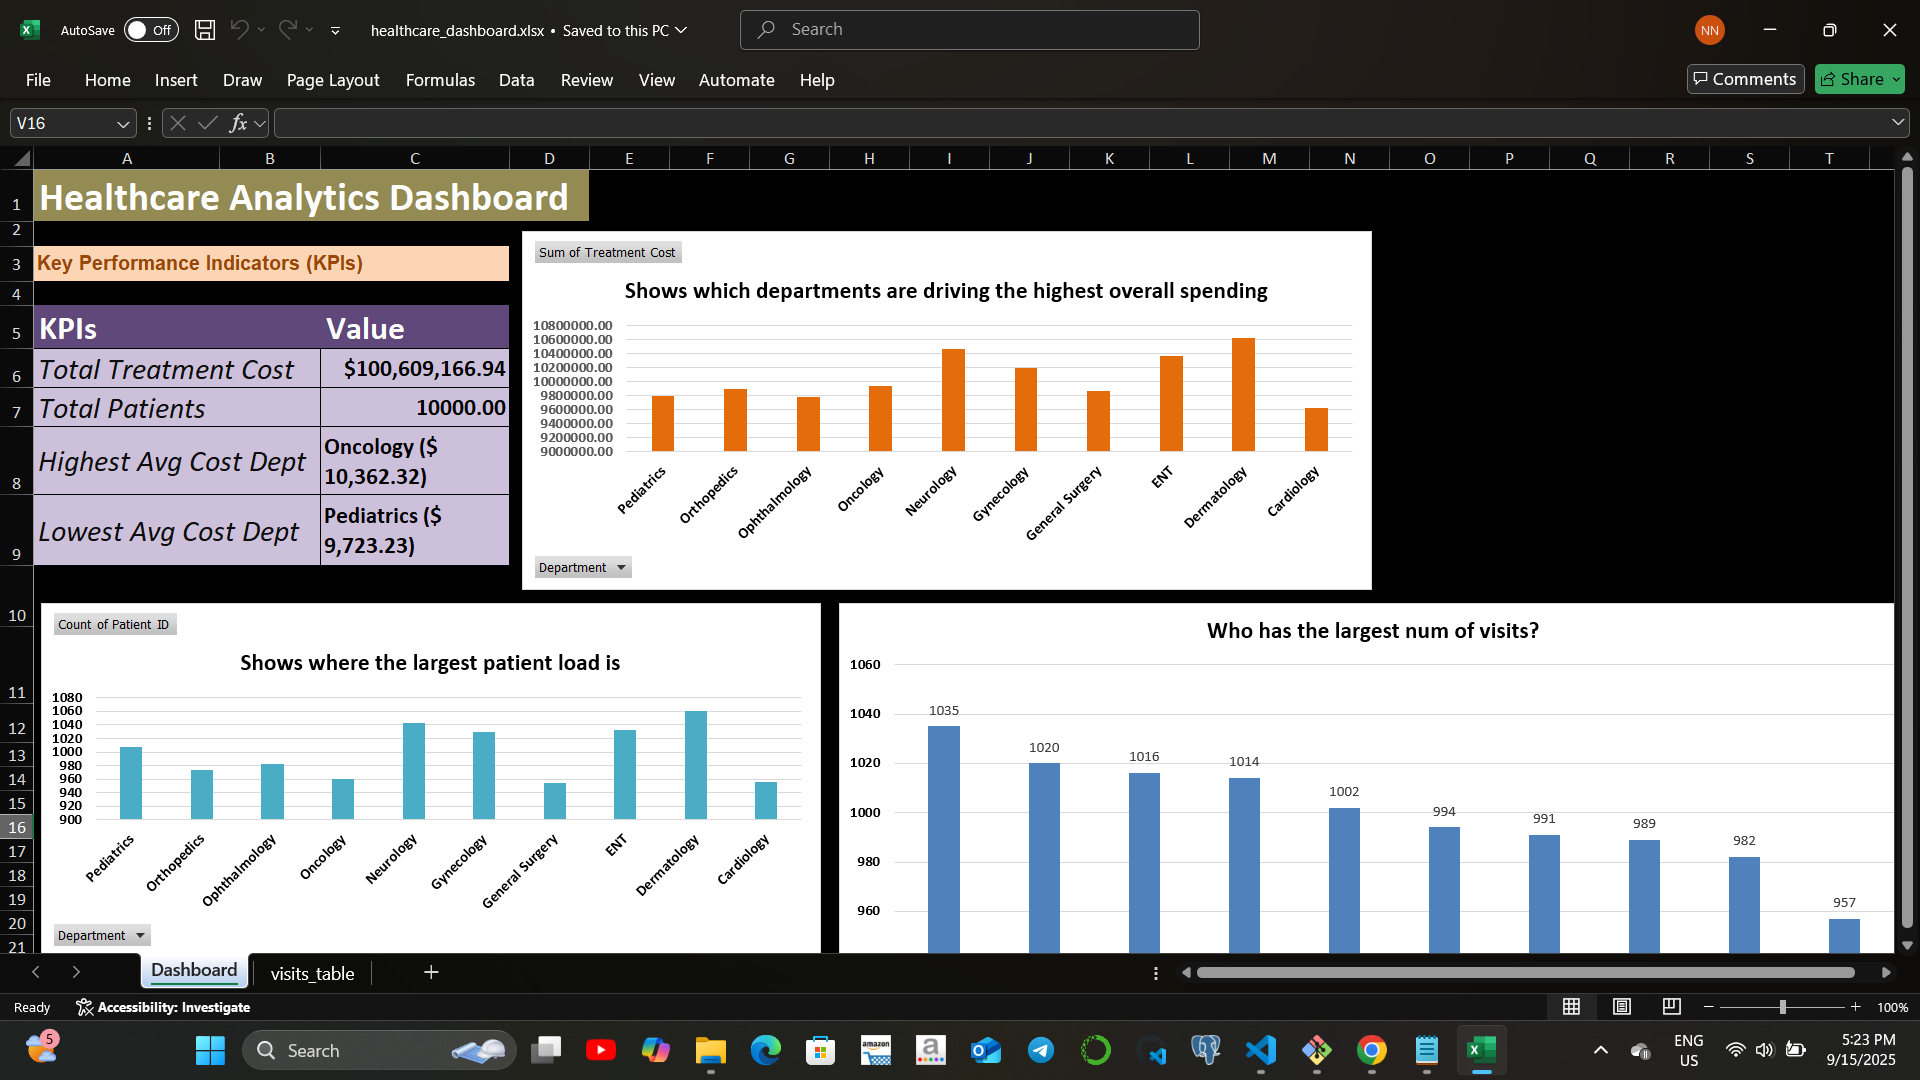 AutoSave Off healthcare_dashboard.xlsx • Saved to this PC Search NN
File Home Insert Draw Page Layout Formulas Data Review View Automate Help Comments Share
V16 fx
A B C D E F G H I J K L M N O P Q R S T
1 Healthcare Analytics Dashboard
2
3 Key Performance Indicators (KPIs)
4
5 KPIs Value
6 Total Treatment Cost $100,609,166.94
7 Total Patients 10000.00
8 Highest Avg Cost Dept Oncology ($
10,362.32)
9 Lowest Avg Cost Dept Pediatrics ($
9,723.23)
Sum of Treatment Cost
Shows which departments are driving the highest overall spending
10800000.00
10600000.00
10400000.00
10200000.00
10000000.00
9800000.00
9600000.00
9400000.00
9200000.00
9000000.00
Pediatrics Orthopedics Ophthalmology Oncology Neurology Gynecology General Surgery ENT Dermatology Cardiology
Department
10
11
12
13
14
15
16
17
18
19
20
21
Count of Patient ID
Shows where the largest patient load is
1080
1060
1040
1020
1000
980
960
940
920
900
Pediatrics Orthopedics Ophthalmology Oncology Neurology Gynecology General Surgery ENT Dermatology Cardiology
Department
Who has the largest num of visits?
1060
1040
1020
1000
980
960
1035 1020 1016 1014 1002 994 991 989 982 957
Dashboard visits_table
Ready Accessibility: Investigate 100%
5 Search amazon a ENG
US
5:23 PM
9/15/2025